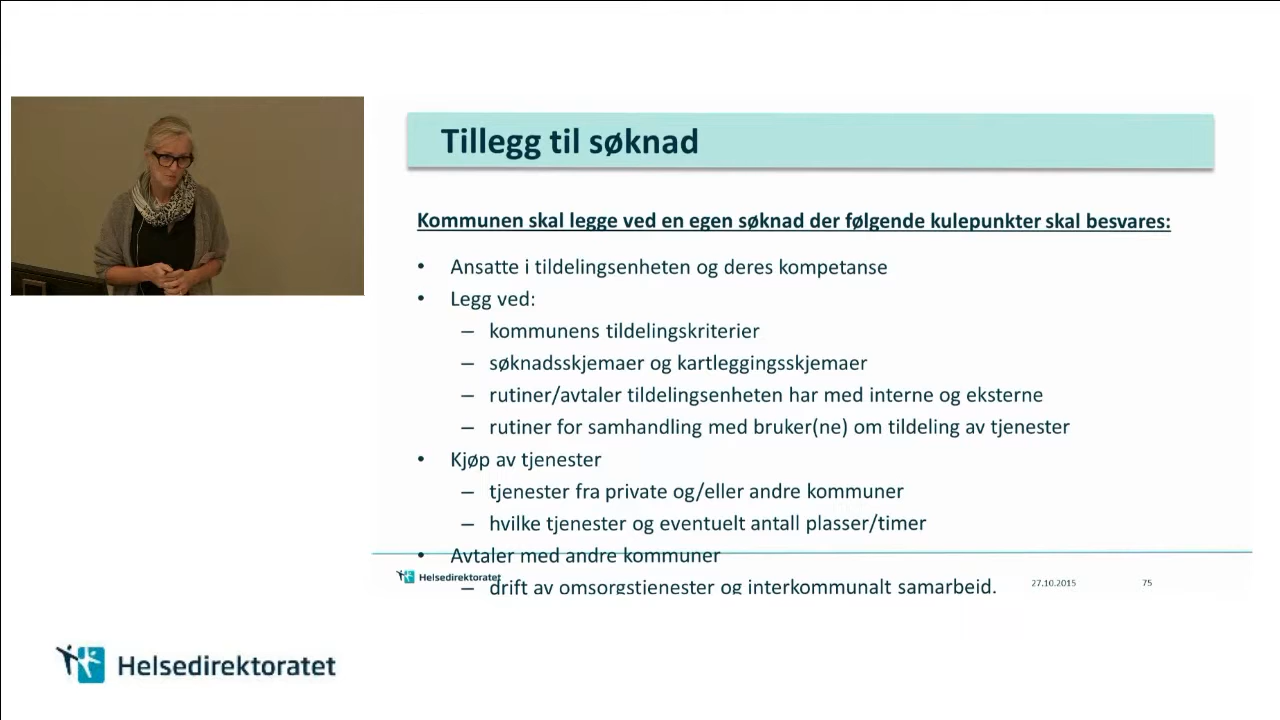 Tillegg til søknad
Kommunen skal legge ved en egen søknad der følgende kulepunkter skal besvares:
• Ansatte i tildelingsenheten og deres kompetanse
• Legg ved:
– kommunens tildelingskriterier
– søknadsskjemaer og kartleggingsskjemaer
– rutiner/avtaler tildelingsenheten har med interne og eksterne
– rutiner for samhandling med bruker(ne) om tildeling av tjenester
• Kjøp av tjenester
– tjenester fra private og/eller andre kommuner
– hvilke tjenester og eventuelt antall plasser/timer
• Avtaler med andre kommuner
Helsedirektoratet
– drift av omsorgstjenester og interkommunalt samarbeid.
27.10.2015
75
Helsedirektoratet